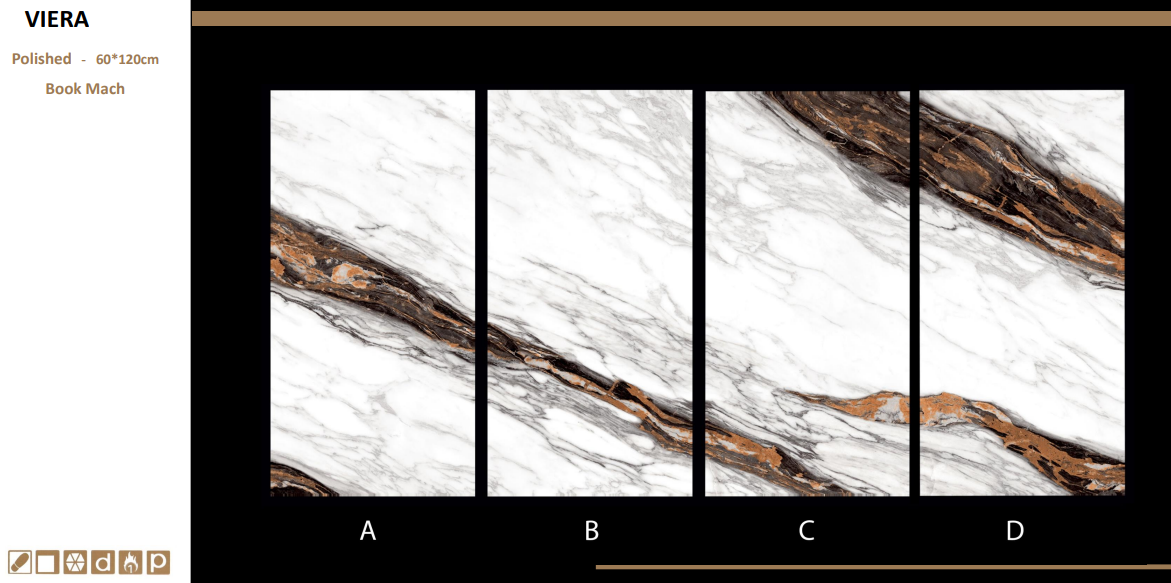 VIERA
Polished - 60*120cm
Book Mach
A B C D
d p